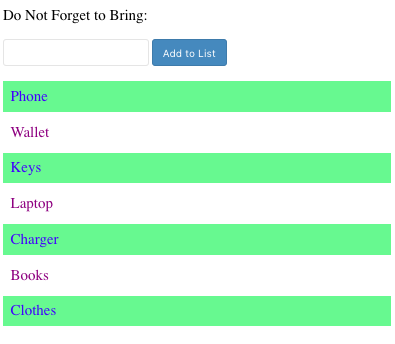 Do Not Forget to Bring:
Add to List
Phone
Wallet
Keys
Laptop
Charger
Books
Clothes